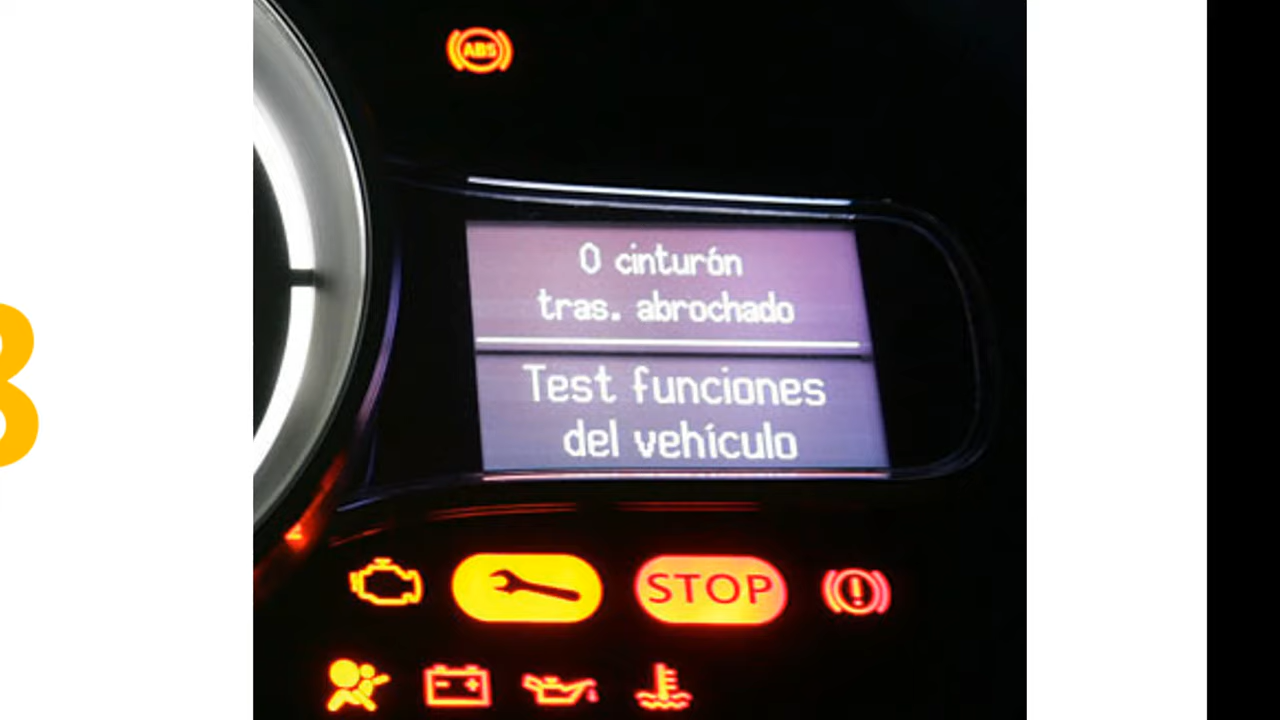 ABS
0 cinturón
tras. abrochado
Test funciones
del vehículo
STOP